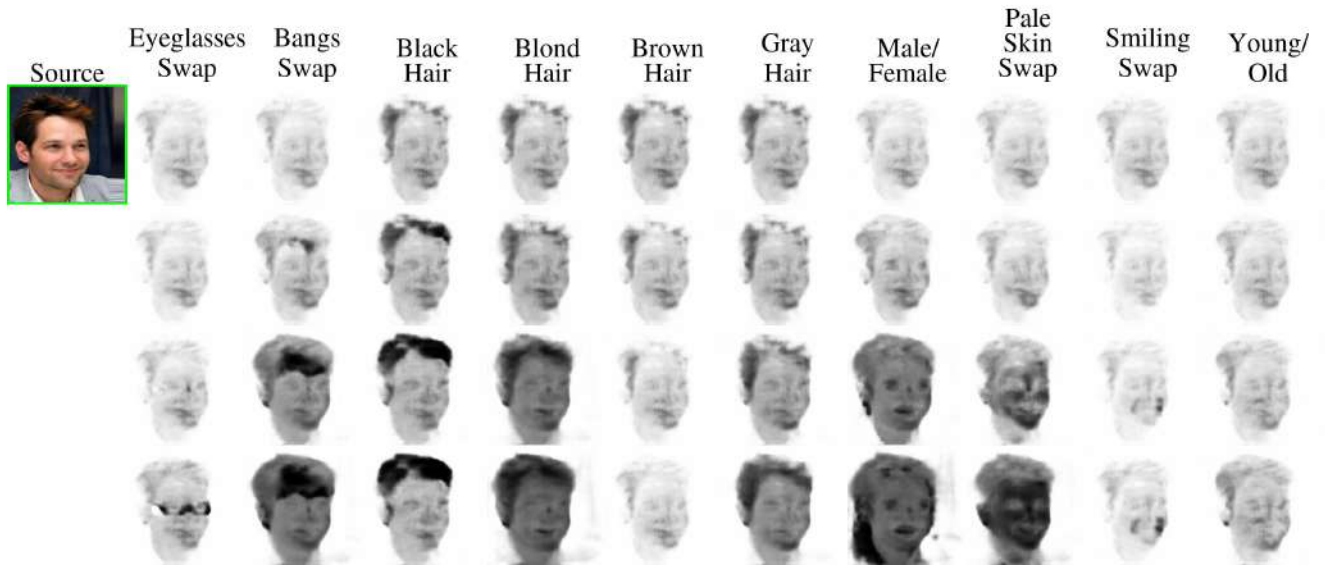 Source
Eyeglasses
Swap
Bangs
Swap
Black
Hair
Blond
Hair
Brown
Hair
Gray
Hair
Male/
Female
Pale
Skin
Swap
Smiling
Swap
Young/
Old